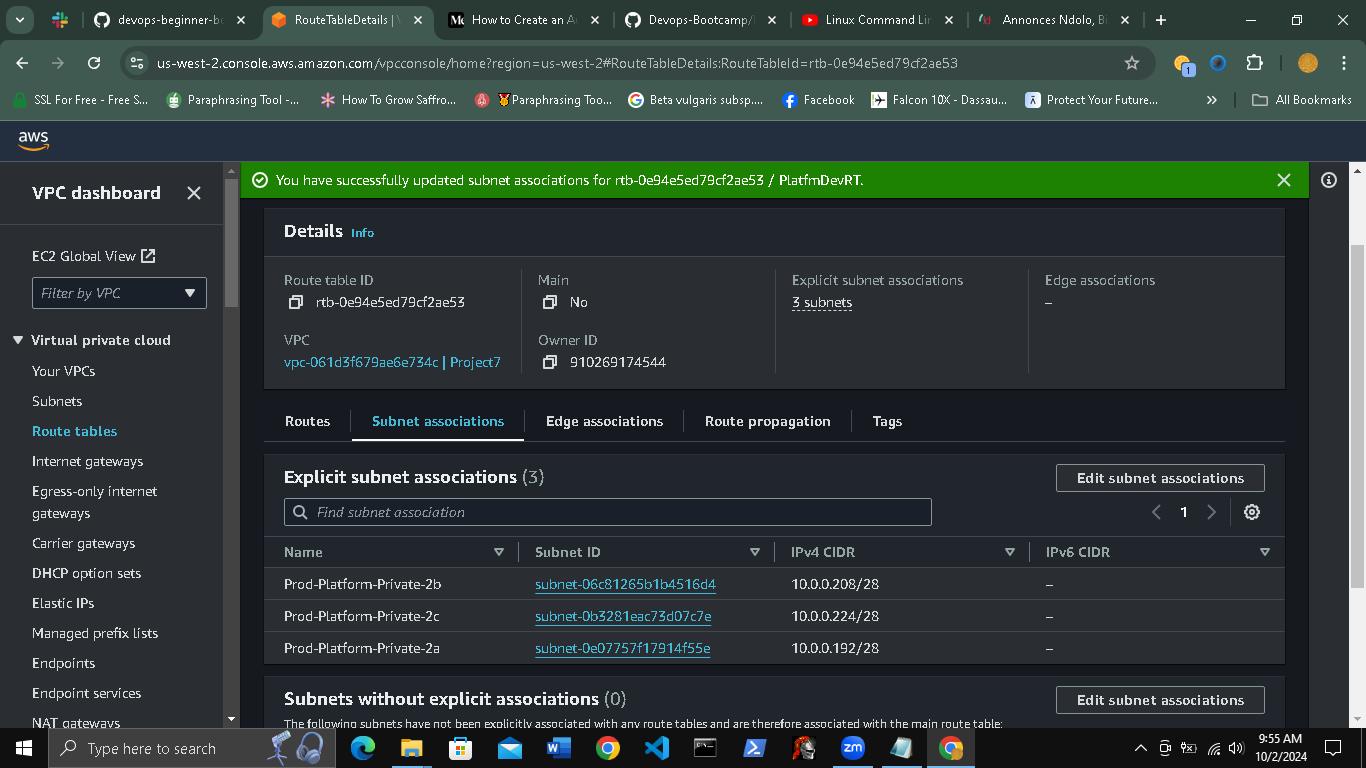 devops-beginner-bo
RouteTableDetails | V
How to Create an A
Devops-Bootcamp/
Linux Command Lin
Annonces Ndolo, Bi
us-west-2.console.aws.amazon.com/vpcconsole/home?region=us-west-2#RouteTableDetails:RouteTableId=rtb-0e94e5ed79cf2ae53
1
SSL For Free - Free S...
Paraphrasing Tool -...
How To Grow Saffro...
Paraphrasing Too...
Beta vulgaris subsp....
Facebook
Falcon 10X - Dassau...
Protect Your Future...
All Bookmarks
aws
VPC dashboard
You have successfully updated subnet associations for rtb-0e94e5ed79cf2ae53 / PlatfmDevRT.
EC2 Global View
Filter by VPC
Virtual private cloud
Your VPCs
Subnets
Route tables
Internet gateways
Egress-only internet
gateways
Carrier gateways
DHCP option sets
Elastic IPs
Managed prefix lists
Endpoints
Endpoint services
NAT gateways
Details Info
Route table ID
rtb-0e94e5ed79cf2ae53
Main
No
Explicit subnet associations
3 subnets
Edge associations
–
VPC
vpc-061d3f679ae6e734c | Project7
Owner ID
910269174544
Routes Subnet associations Edge associations Route propagation Tags
Explicit subnet associations (3)
Edit subnet associations
Find subnet association
1
Name Subnet ID IPv4 CIDR IPv6 CIDR
Prod-Platform-Private-2b subnet-06c81265b1b4516d4 10.0.0.208/28 –
Prod-Platform-Private-2c subnet-0b3281eac73d07c7e 10.0.0.224/28 –
Prod-Platform-Private-2a subnet-0e07757f17914f55e 10.0.0.192/28 –
Subnets without explicit associations (0)
Edit subnet associations
The following subnets have not been explicitly associated with any route tables and are therefore associated with the main route table:
Type here to search
zm
9:55 AM
10/2/2024